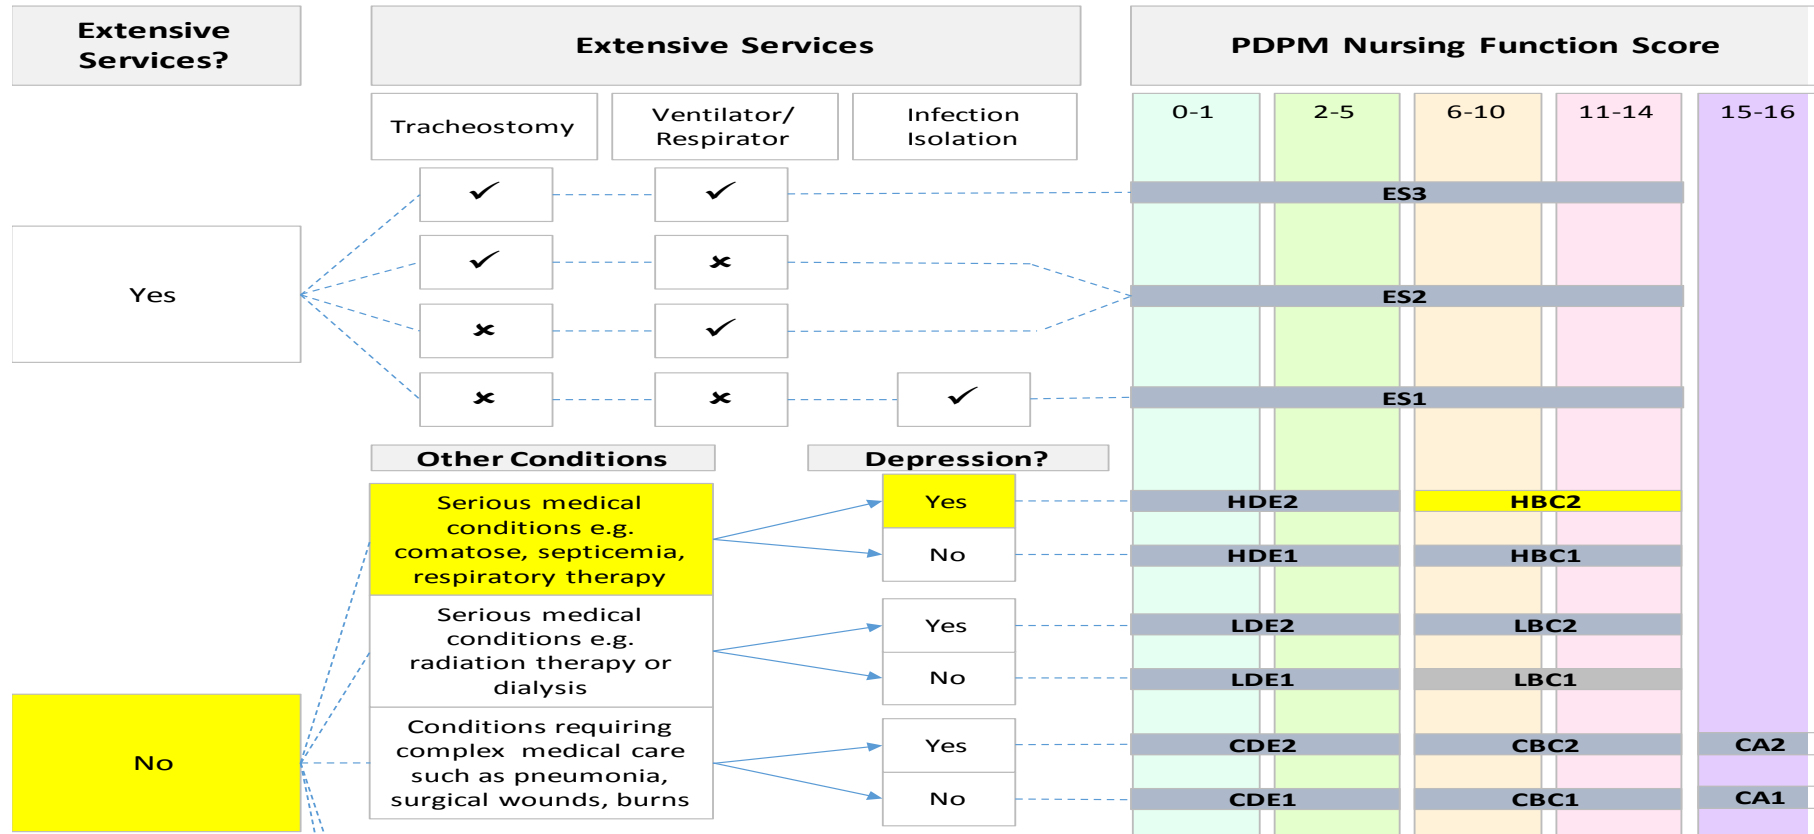 Extensive
Services?
Extensive Services
PDPM Nursing Function Score
Tracheostomy
Ventilator/
Respirator
Infection
Isolation
0-1
2-5
6-10
11-14
15-16
✓ ✓
ES3
✓ ×
Yes
ES2
× ✓
× × ✓
ES1
Other Conditions
Depression?
Serious medical
conditions e.g.
comatose, septicemia,
respiratory therapy
Yes
HDE2
HBC2
No
HDE1
HBC1
Serious medical
conditions e.g.
radiation therapy or
dialysis
Yes
LDE2
LBC2
No
LDE1
LBC1
No
Conditions requiring
complex medical care
such as pneumonia,
surgical wounds, burns
Yes
CDE2
CBC2
CA2
No
CDE1
CBC1
CA1